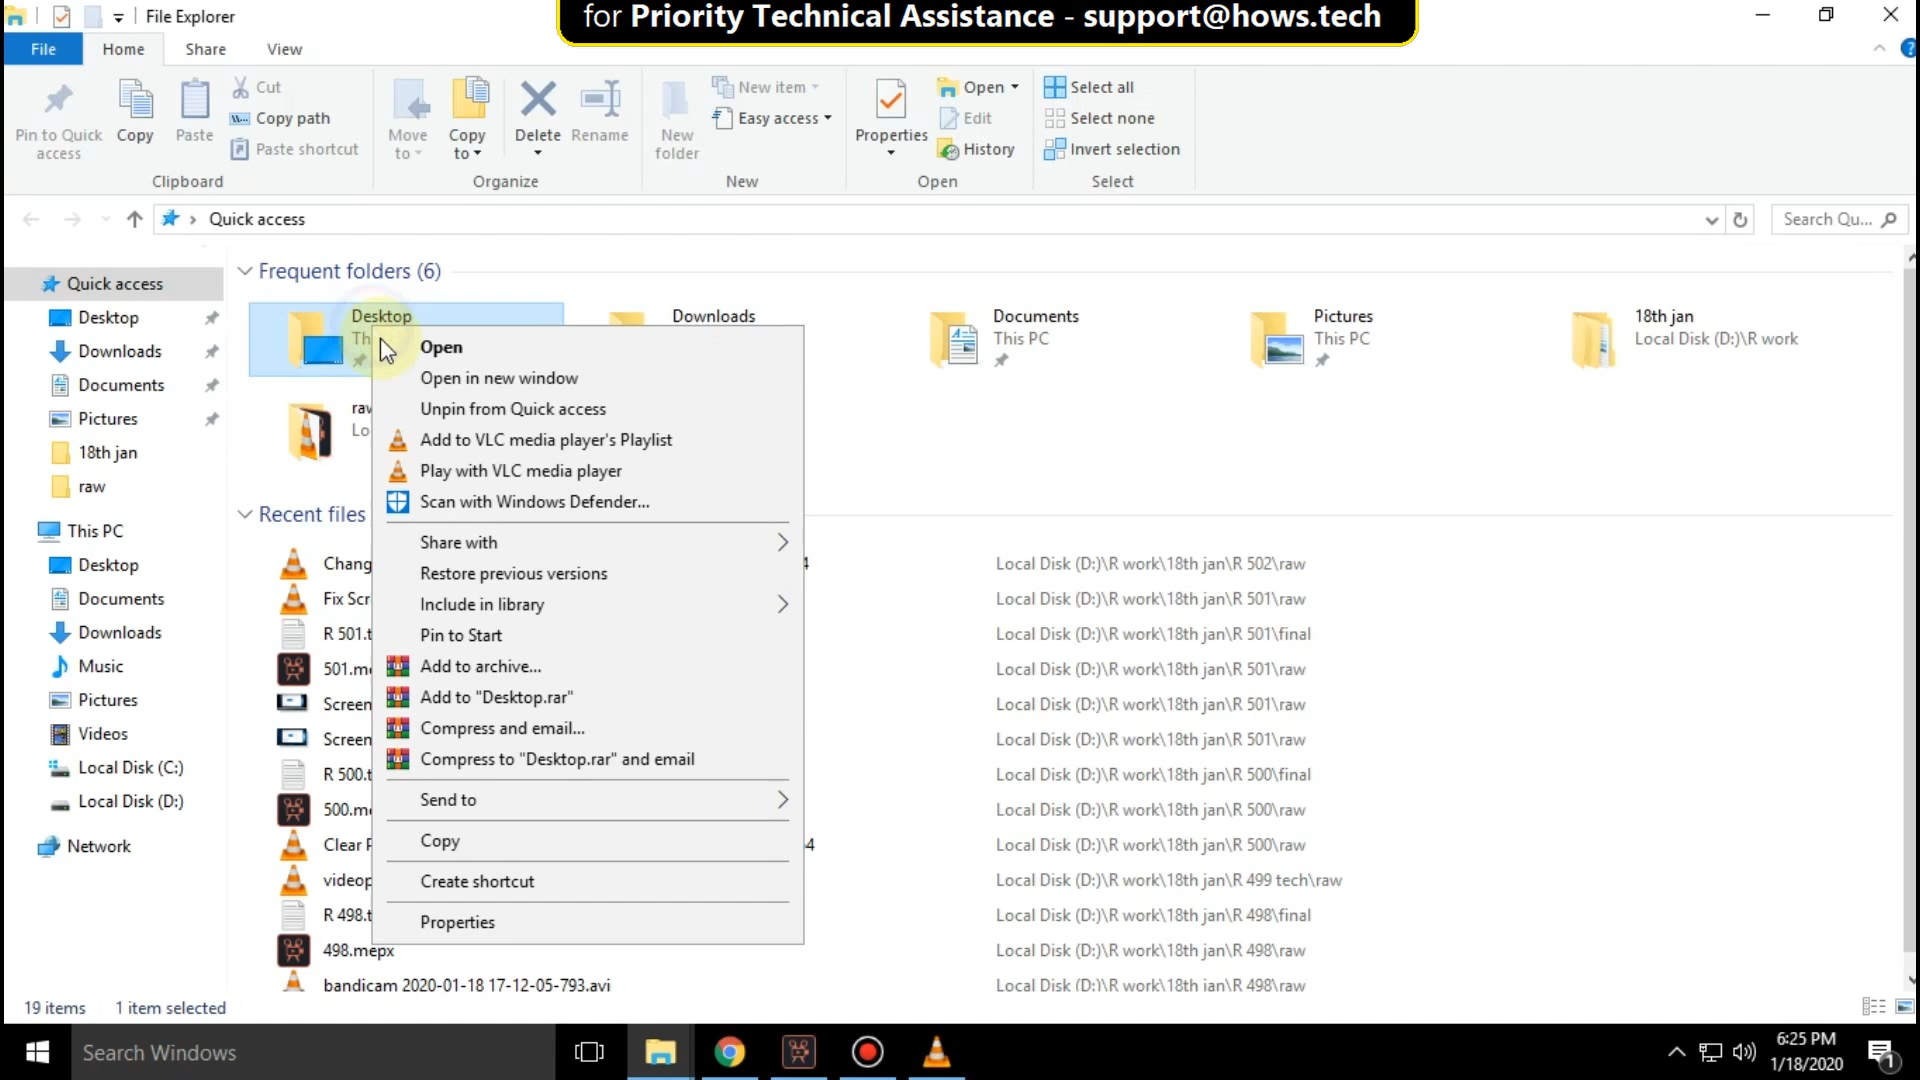 for Priority Technical Assistance - support@hows.tech
File Explorer
File Home Share View
Pin to Quick access
Copy
Paste
Cut
Copy path
Paste shortcut
Clipboard
Move to
Copy to
Delete
Rename
Organize
New folder
New item
Easy access
New
Properties
Open
Edit
History
Open
Select all
Select none
Invert selection
Select
Quick access
Search Qu...
Quick access
Desktop
Downloads
Documents
Pictures
18th jan
raw
This PC
Desktop
Documents
Downloads
Music
Pictures
Videos
Local Disk (C:)
Local Disk (D:)
Network
Frequent folders (6)
Desktop
Th
Downloads
Documents
This PC
Pictures
This PC
18th jan
Local Disk (D:)\R work
raw
Lo
Open
Open in new window
Unpin from Quick access
Add to VLC media player's Playlist
Play with VLC media player
Scan with Windows Defender...
Share with
Restore previous versions
Include in library
Pin to Start
Add to archive...
Add to "Desktop.rar"
Compress and email...
Compress to "Desktop.rar" and email
Send to
Copy
Create shortcut
Properties
Recent files
Chang 4 Local Disk (D:)\R work\18th jan\R 502\raw
Fix Scr Local Disk (D:)\R work\18th jan\R 501\raw
R 501.t Local Disk (D:)\R work\18th jan\R 501\final
501.me Local Disk (D:)\R work\18th jan\R 501\raw
Screen Local Disk (D:)\R work\18th jan\R 501\raw
Screen Local Disk (D:)\R work\18th jan\R 501\raw
R 500.t Local Disk (D:)\R work\18th jan\R 500\final
500.me Local Disk (D:)\R work\18th jan\R 500\raw
Clear F 4 Local Disk (D:)\R work\18th jan\R 500\raw
videop Local Disk (D:)\R work\18th jan\R 499 tech\raw
R 498.t Local Disk (D:)\R work\18th jan\R 498\final
498.mepx Local Disk (D:)\R work\18th jan\R 498\raw
bandicam 2020-01-18 17-12-05-793.avi Local Disk (D:)\R work\18th jan\R 498\raw
19 items 1 item selected
Search Windows
6:25 PM
1/18/2020
1